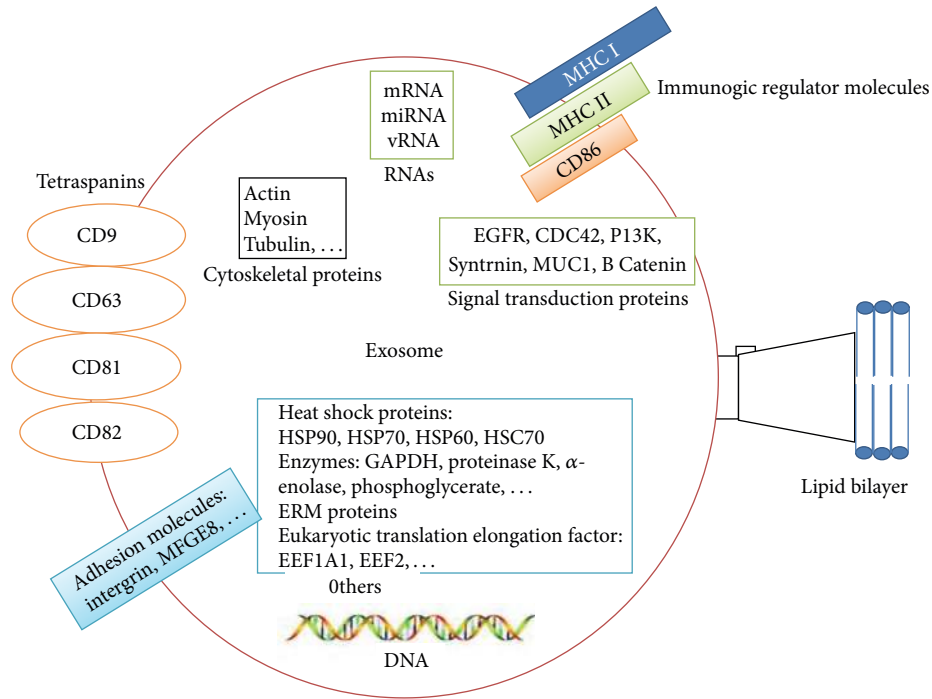 MHC I
MHC II
CD86
Immunogic regulator molecules
mRNA
miRNA
vRNA
RNAs
Tetraspanins
CD9
CD63
CD81
CD82
Actin
Myosin
Tubulin, . . .
Cytoskeletal proteins
EGFR, CDC42, P13K,
Syntrnin, MUC1, B Catenin
Signal transduction proteins
Exosome
Heat shock proteins:
HSP90, HSP70, HSP60, HSC70
Enzymes: GAPDH, proteinase K, α-
enolase, phosphoglycerate, . . .
ERM proteins
Eukaryotic translation elongation factor:
EEF1A1, EEF2, . . .
0thers
Adhesion molecules:
intergrin, MFGE8, . . .
DNA
Lipid bilayer